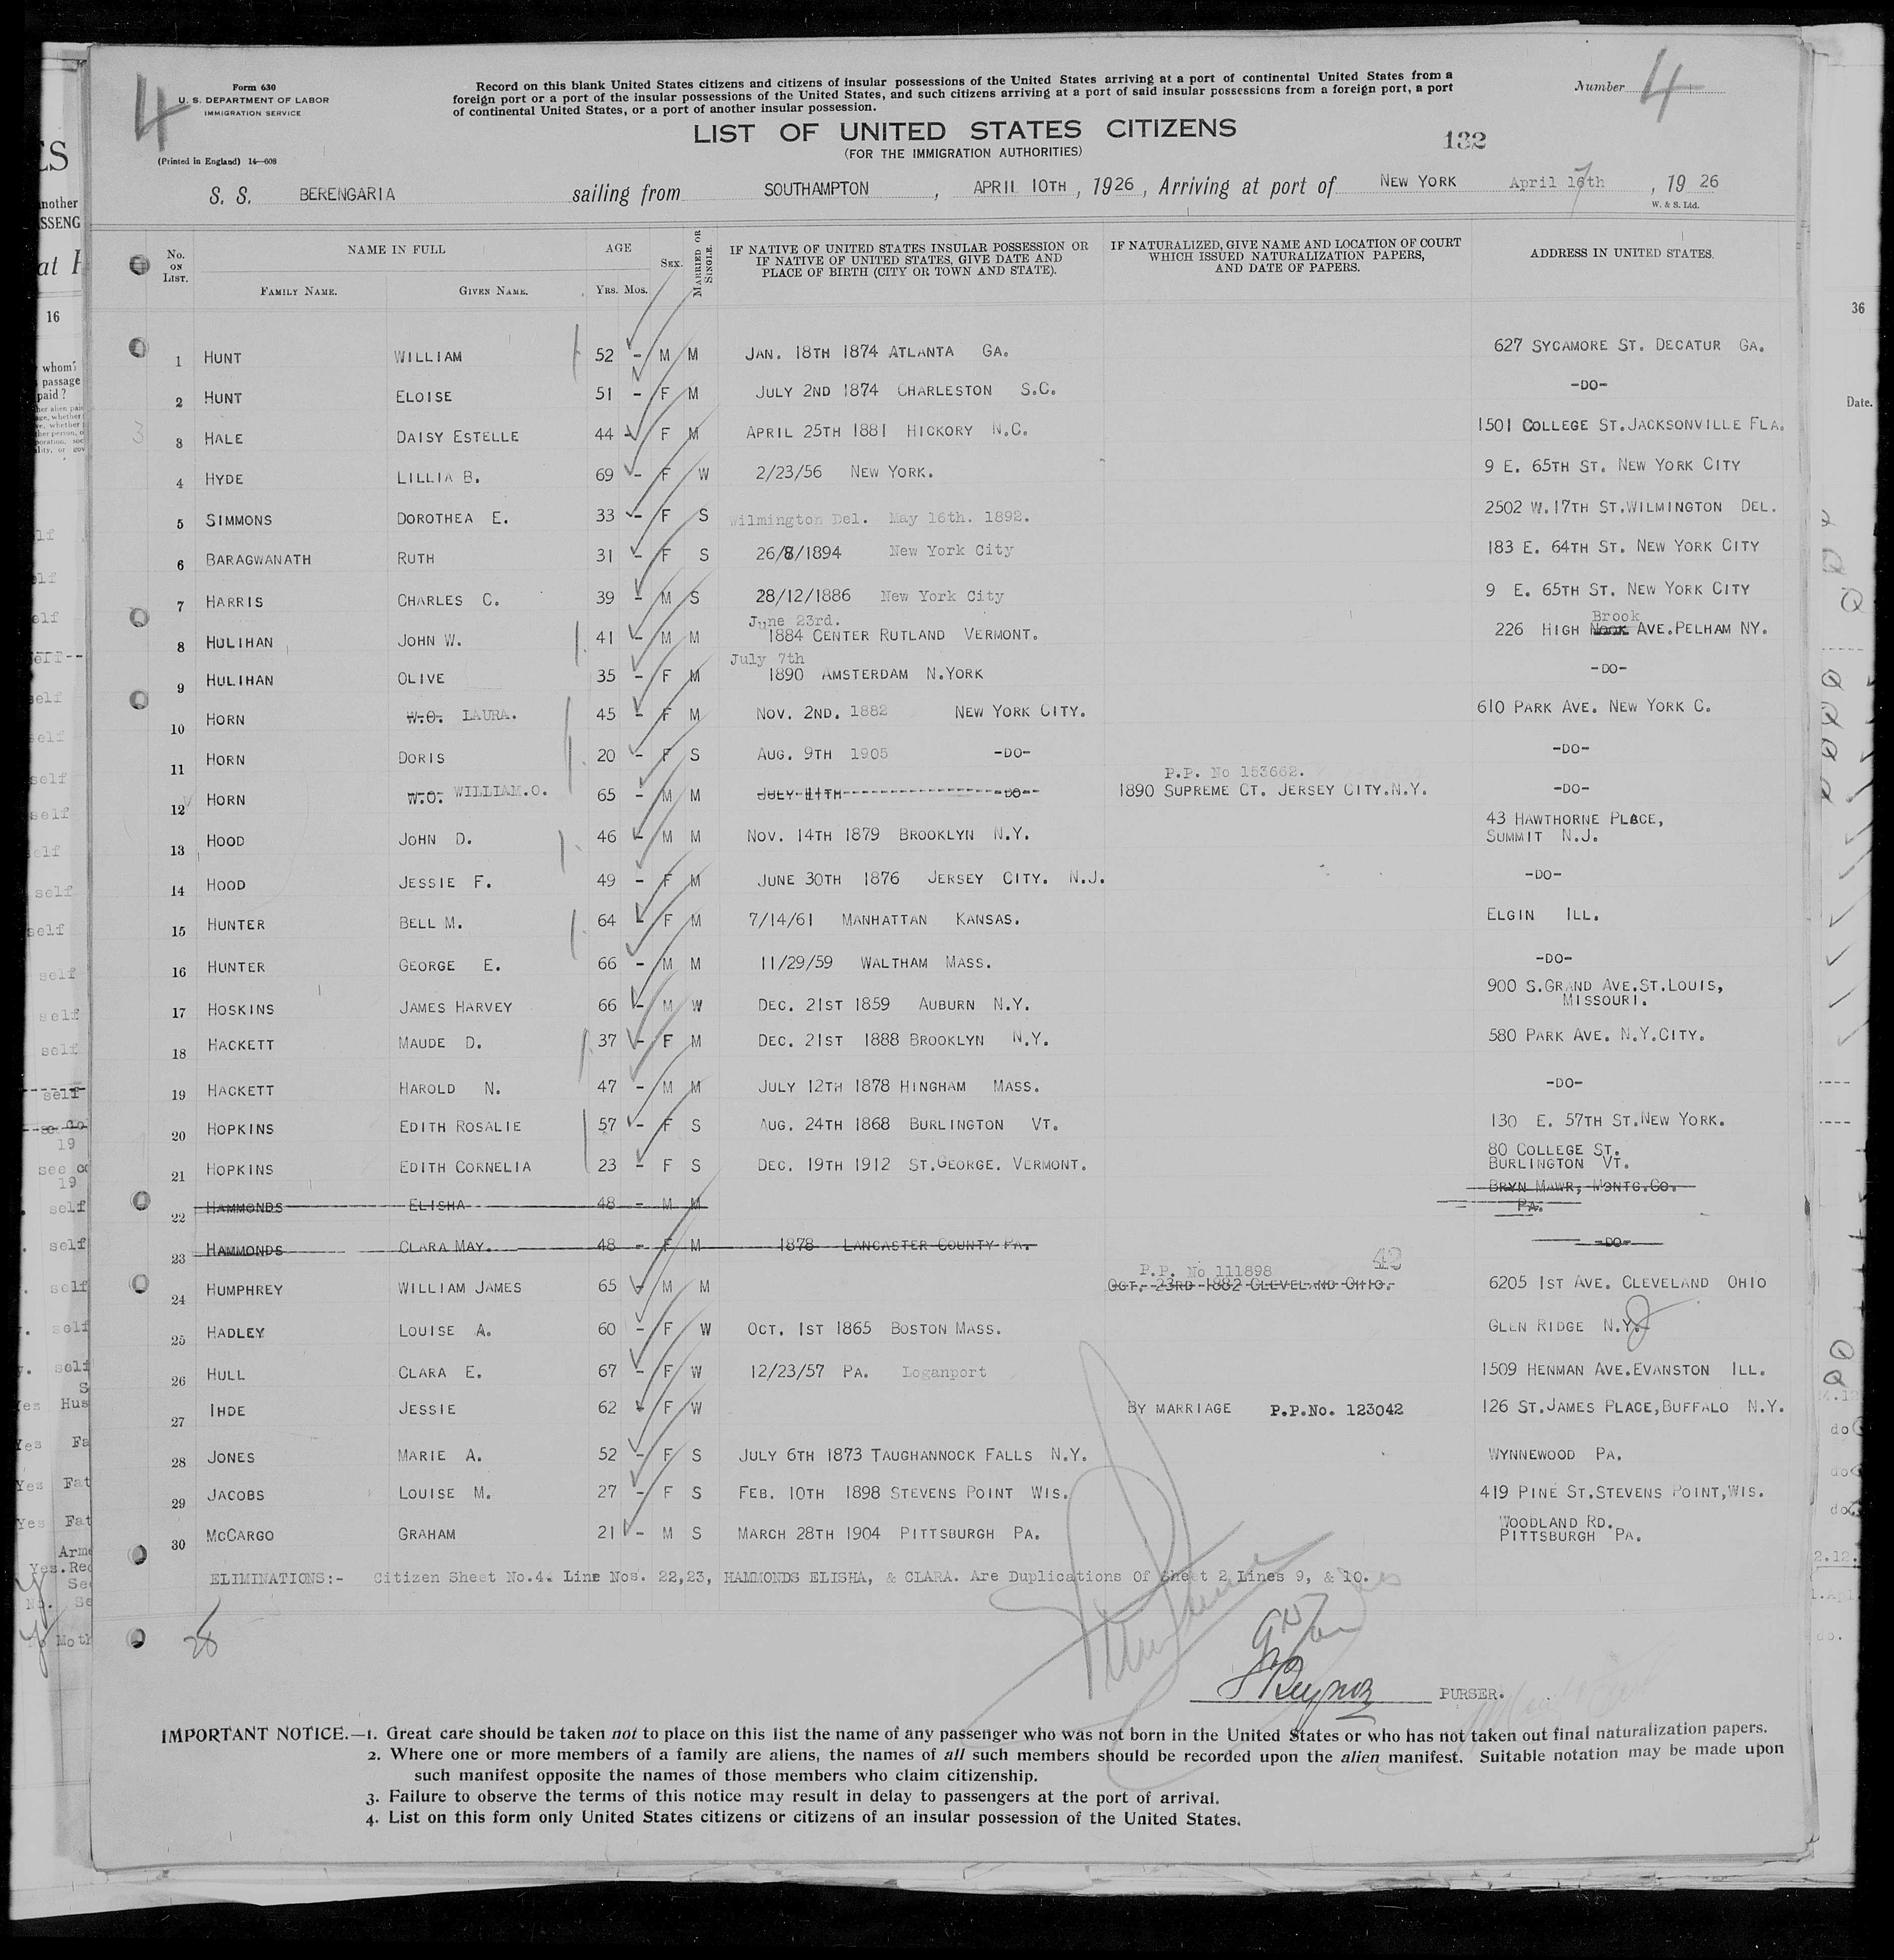 Form 630
U. S. DEPARTMENT OF LABOR
IMMIGRATION SERVICE
(Printed in England) 14—608
4
Record on this blank United States citizens and citizens of insular possessions of the United States arriving at a port of continental United States from a
foreign port or a port of the insular possessions of the United States, and such citizens arriving at a port of said insular possessions from a foreign port, a port
of continental United States, or a port of another insular possession.
Number 4
LIST OF UNITED STATES CITIZENS
(FOR THE IMMIGRATION AUTHORITIES)
132
S. S. BERENGARIA sailing from SOUTHAMPTON, APRIL 10TH, 1926, Arriving at port of NEW YORK April 17th, 1926
W. & S. Ltd.
No. ON LIST. NAME IN FULL FAMILY NAME. GIVEN NAME. AGE YRS. MOS. SEX. MARRIED OR SINGLE. IF NATIVE OF UNITED STATES INSULAR POSSESSION OR IF NATIVE OF UNITED STATES, GIVE DATE AND PLACE OF BIRTH (CITY OR TOWN AND STATE). IF NATURALIZED, GIVE NAME AND LOCATION OF COURT WHICH ISSUED NATURALIZATION PAPERS, AND DATE OF PAPERS. ADDRESS IN UNITED STATES.
1 HUNT WILLIAM 52 - M M JAN. 18TH 1874 ATLANTA GA. 627 SYCAMORE ST. DECATUR GA.
2 HUNT ELOISE 51 - F M JULY 2ND 1874 CHARLESTON S.C. -DO-
3 HALE DAISY ESTELLE 44 - F M APRIL 25TH 1881 HICKORY N.C. 1501 COLLEGE ST.JACKSONVILLE FLA.
4 HYDE LILLIA B. 69 - F W 2/23/56 NEW YORK. 9 E. 65TH ST. NEW YORK CITY
5 SIMMONS DOROTHEA E. 33 - F S Wilmington Del. May 16th. 1892. 2502 W.17TH ST.WILMINGTON DEL.
6 BARAGWANATH RUTH 31 - F S 26/8/1894 New York City 183 E. 64TH ST. NEW YORK CITY
7 HARRIS CHARLES C. 39 - M S 28/12/1886 New York City 9 E. 65TH ST. NEW YORK CITY
June 23rd. Brook
8 HULIHAN JOHN W. 41 - M M 1884 CENTER RUTLAND VERMONT. 226 HIGH AVE.PELHAM NY.
July 7th
9 HULIHAN OLIVE 35 - F M 1890 AMSTERDAM N.YORK -DO-
10 HORN W.O. LAURA. 45 - F M NOV. 2ND. 1882 NEW YORK CITY. 610 PARK AVE. NEW YORK C.
11 HORN DORIS 20 - F S AUG. 9TH 1905 -DO- -DO-
P.P. No 153662.
12 HORN W.O. WILLIAM.O. 65 - M M JULY 11TH -DO- 1890 SUPREME CT. JERSEY CITY.N.Y. -DO-
13 HOOD JOHN D. 46 - M M NOV. 14TH 1879 BROOKLYN N.Y. 43 HAWTHORNE PLACE,
SUMMIT N.J.
14 HOOD JESSIE F. 49 - F M JUNE 30TH 1876 JERSEY CITY. N.J. -DO-
15 HUNTER BELL M. 64 - F M 7/14/61 MANHATTAN KANSAS. ELGIN ILL.
16 HUNTER GEORGE E. 66 - M M 11/29/59 WALTHAM MASS. -DO-
17 HOSKINS JAMES HARVEY 66 - M W DEC. 21ST 1859 AUBURN N.Y. 900 S.GRAND AVE.ST.LOUIS,
MISSOURI.
18 HACKETT MAUDE D. 37 - F M DEC. 21ST 1888 BROOKLYN N.Y. 580 PARK AVE. N.Y.CITY.
19 HACKETT HAROLD N. 47 - M M JULY 12TH 1878 HINGHAM MASS. -DO-
20 HOPKINS EDITH ROSALIE 57 - F S AUG. 24TH 1868 BURLINGTON VT. 130 E. 57TH ST.NEW YORK.
21 HOPKINS EDITH CORNELIA 23 - F S DEC. 19TH 1912 ST.GEORGE. VERMONT. 80 COLLEGE ST.
BURLINGTON VT.
22 HAMMONDS ELISHA 48 - M M BRYN MAWR, MONTG.CO.
PA.
23 HAMMONDS CLARA MAY. 48 - F M 1878 LANCASTER COUNTY PA. -DO-
P.P. No 111898 42
24 HUMPHREY WILLIAM JAMES 65 - M M OCT. 23RD 1882 CLEVELAND OHIO. 6205 1ST AVE. CLEVELAND OHIO
25 HADLEY LOUISE A. 60 - F W OCT. 1ST 1865 BOSTON MASS. GLEN RIDGE N.Y.
26 HULL CLARA E. 67 - F W 12/23/57 PA. Loganport 1509 HENMAN AVE.EVANSTON ILL.
27 IHDE JESSIE 62 - F W BY MARRIAGE P.P.No. 123042 126 ST.JAMES PLACE,BUFFALO N.Y.
28 JONES MARIE A. 52 - F S JULY 6TH 1873 TAUGHANNOCK FALLS N.Y. WYNNEWOOD PA.
29 JACOBS LOUISE M. 27 - F S FEB. 10TH 1898 STEVENS POINT WIS. 419 PINE ST.STEVENS POINT,WIS.
30 MCCARGO GRAHAM 21 - M S MARCH 28TH 1904 PITTSBURGH PA. WOODLAND RD.
PITTSBURGH PA.
ELIMINATIONS:- Citizen Sheet No.4. Line Nos. 22,23, HAMMONDS ELISHA, & CLARA. Are Duplications Of Sheet 2 Lines 9, & 10.
28
PURSER.
IMPORTANT NOTICE.—1. Great care should be taken not to place on this list the name of any passenger who was not born in the United States or who has not taken out final naturalization papers.
2. Where one or more members of a family are aliens, the names of all such members should be recorded upon the alien manifest. Suitable notation may be made upon
such manifest opposite the names of those members who claim citizenship.
3. Failure to observe the terms of this notice may result in delay to passengers at the port of arrival.
4. List on this form only United States citizens or citizens of an insular possession of the United States.